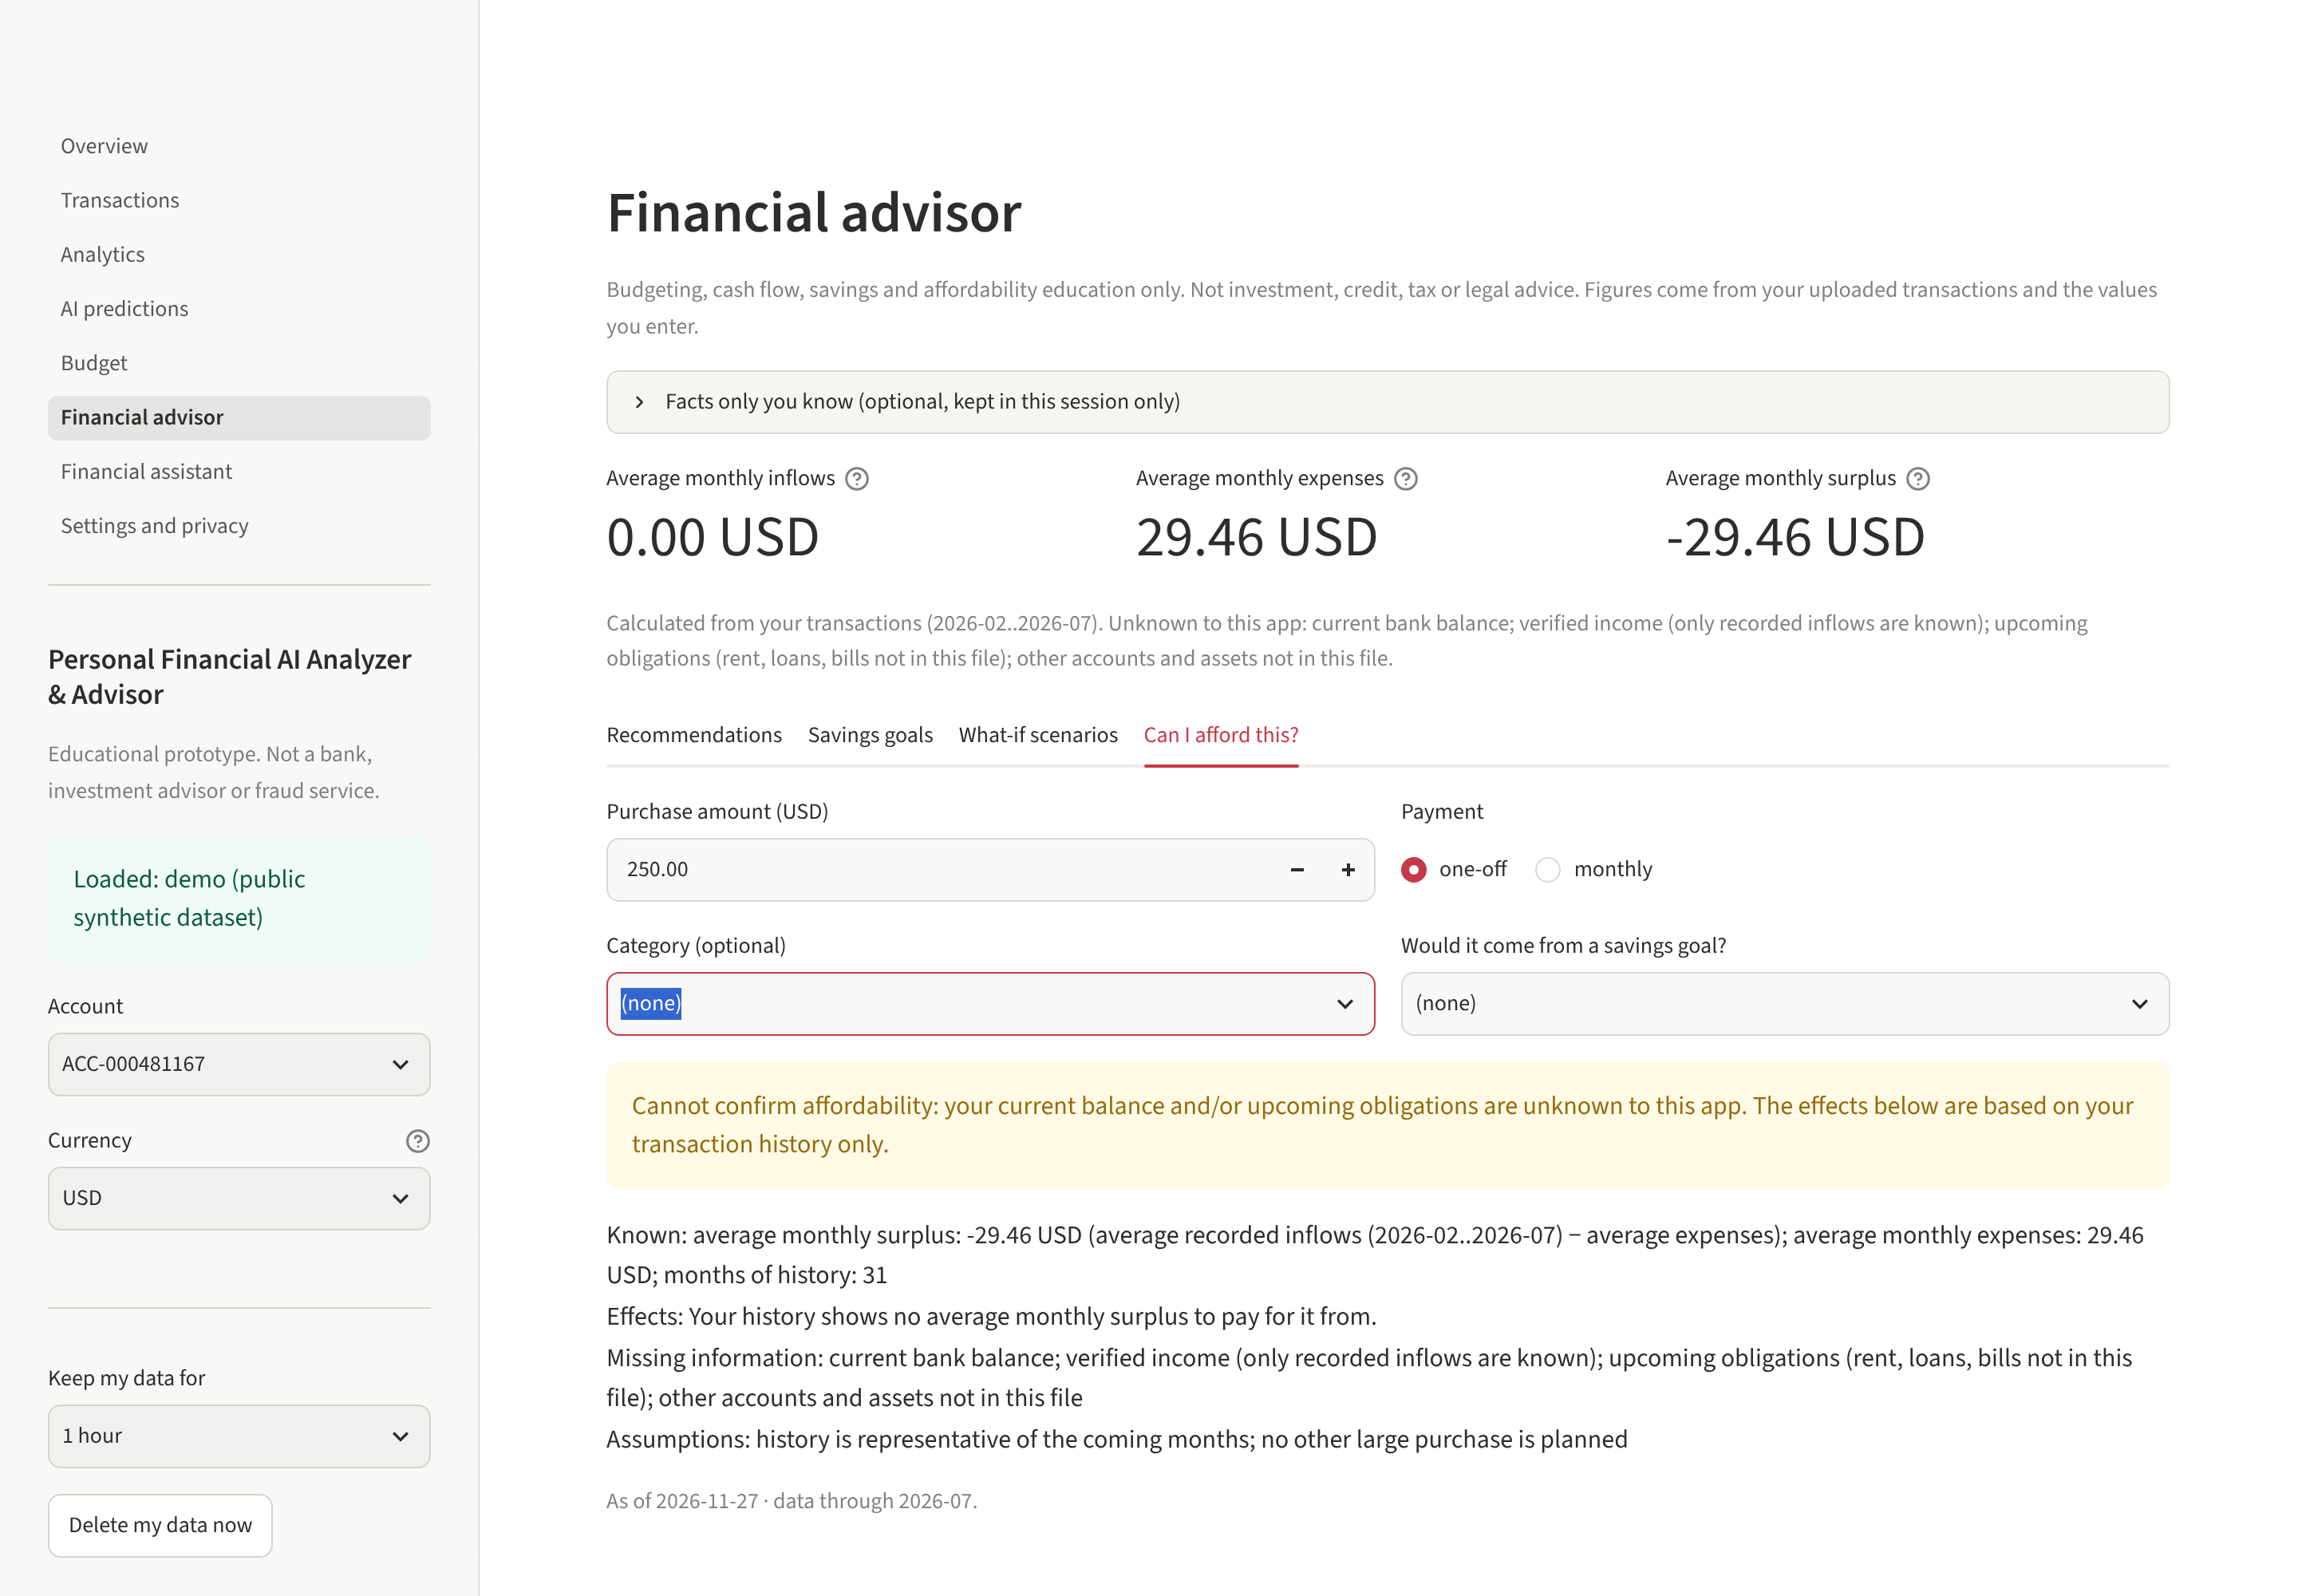 Overview
Transactions
Analytics
AI predictions
Budget
Financial advisor
Financial assistant
Settings and privacy
Personal Financial AI Analyzer
& Advisor
Educational prototype. Not a bank,
investment advisor or fraud service.
Loaded: demo (public
synthetic dataset)
Account
ACC-000481167
Currency
USD
Keep my data for
1 hour
Delete my data now
Financial advisor
Budgeting, cash flow, savings and affordability education only. Not investment, credit, tax or legal advice. Figures come from your uploaded transactions and the values
you enter.
Facts only you know (optional, kept in this session only)
Average monthly inflows
0.00 USD
Average monthly expenses
29.46 USD
Average monthly surplus
-29.46 USD
Calculated from your transactions (2026-02..2026-07). Unknown to this app: current bank balance; verified income (only recorded inflows are known); upcoming
obligations (rent, loans, bills not in this file); other accounts and assets not in this file.
Recommendations
Savings goals
What-if scenarios
Can I afford this?
Purchase amount (USD)
250.00
Payment
one-off
monthly
Category (optional)
(none)
Would it come from a savings goal?
(none)
Cannot confirm affordability: your current balance and/or upcoming obligations are unknown to this app. The effects below are based on your
transaction history only.
Known: average monthly surplus: -29.46 USD (average recorded inflows (2026-02..2026-07) − average expenses); average monthly expenses: 29.46
USD; months of history: 31
Effects: Your history shows no average monthly surplus to pay for it from.
Missing information: current bank balance; verified income (only recorded inflows are known); upcoming obligations (rent, loans, bills not in this
file); other accounts and assets not in this file
Assumptions: history is representative of the coming months; no other large purchase is planned
As of 2026-11-27 · data through 2026-07.